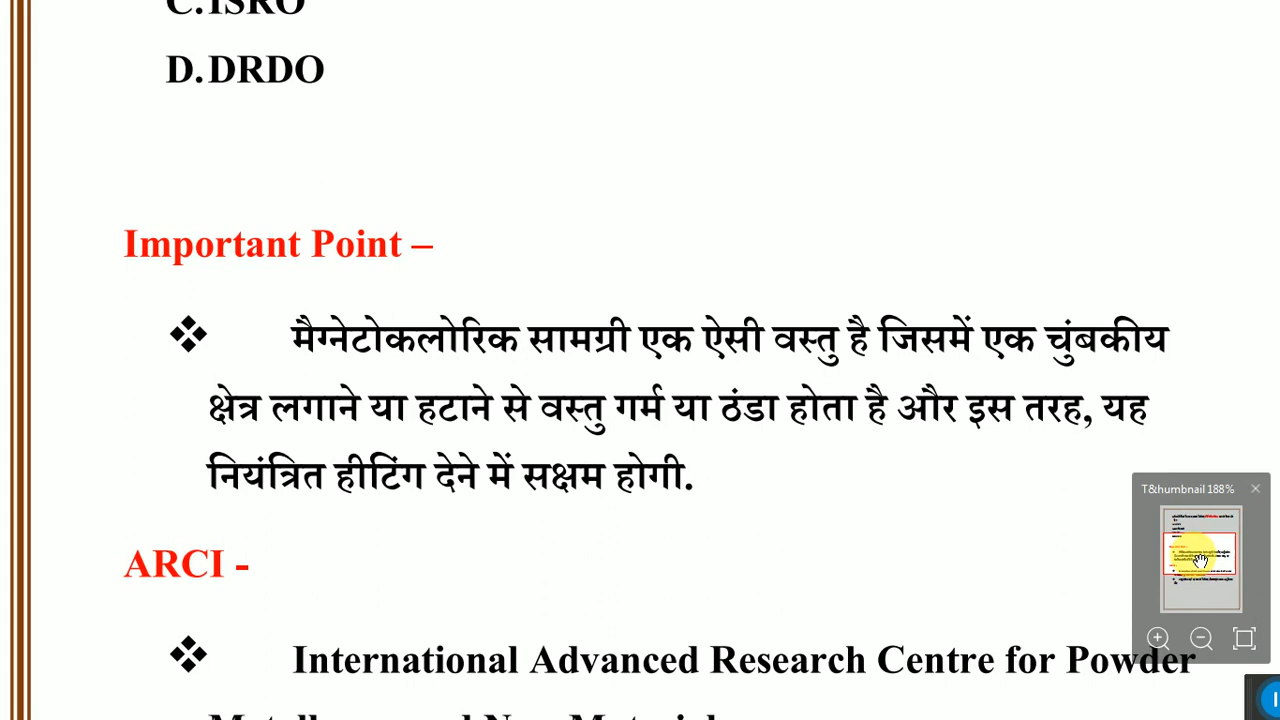 C. ISRO
D. DRDO
Important Point –
❖ मैग्नेटोकलोरिक सामग्री एक ऐसी वस्तु है जिसमें एक चुंबकीय
क्षेत्र लगाने या हटाने से वस्तु गर्म या ठंडा होता है और इस तरह, यह
नियंत्रित हीटिंग देने में सक्षम होगी.
T&humbnail 188%
ARCI -
❖ International Advanced Research Centre for Powder